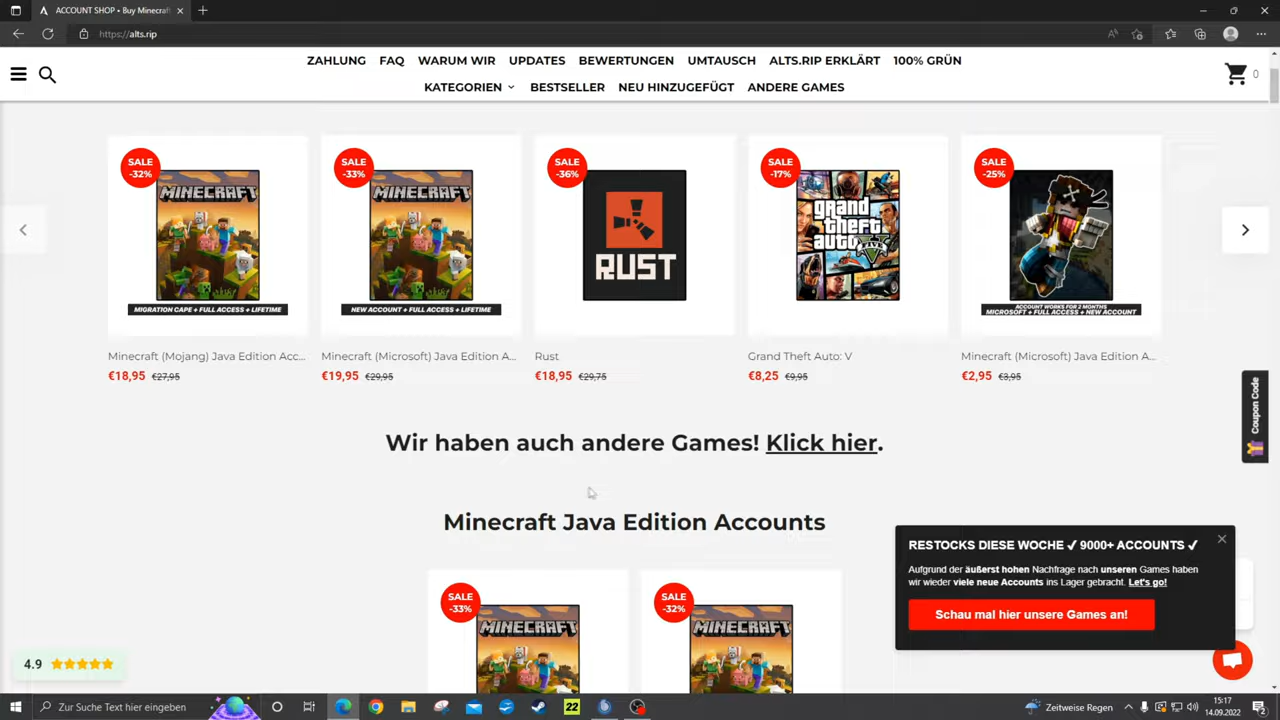 ACCOUNT SHOP • Buy Minecraft
https://alts.rip
ZAHLUNG FAQ WARUM WIR UPDATES BEWERTUNGEN UMTAUSCH ALTS.RIP ERKLÄRT 100% GRÜN
KATEGORIEN BESTSELLER NEU HINZUGEFÜGT ANDERE GAMES
0
SALE
-32%
MINECRAFT
MIGRATION CAPE + FULL ACCESS + LIFETIME
Minecraft (Mojang) Java Edition Acc...
€18,95 €27,95
SALE
-33%
MINECRAFT
NEW ACCOUNT + FULL ACCESS + LIFETIME
Minecraft (Microsoft) Java Edition A...
€19,95 €29,95
SALE
-36%
RUST
Rust
€18,95 €29,75
SALE
-17%
grand
theft
auto V
Grand Theft Auto: V
€8,25 €9,95
SALE
-25%
ACCOUNT WORKS FOR 2 MONTHS
MICROSOFT + FULL ACCESS + NEW ACCOUNT
Minecraft (Microsoft) Java Edition A...
€2,95 €3,95
Coupon Code
Wir haben auch andere Games! Klick hier.
Minecraft Java Edition Accounts
SALE
-33%
MINECRAFT
SALE
-32%
MINECRAFT
RESTOCKS DIESE WOCHE ✓ 9000+ ACCOUNTS ✓
Aufgrund der äußerst hohen Nachfrage nach unseren Games haben
wir wieder viele neue Accounts ins Lager gebracht. Let's go!
Schau mal hier unsere Games an!
4.9
Zur Suche Text hier eingeben
22
Zeitweise Regen
15:17
14.09.2022
2